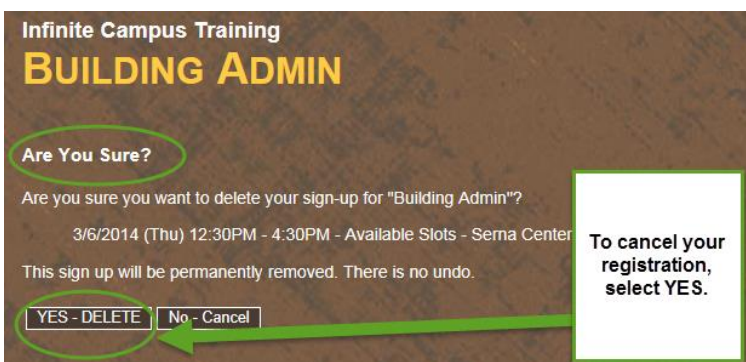 Infinite Campus Training
BUILDING ADMIN
Are You Sure?
Are you sure you want to delete your sign-up for "Building Admin"?
3/6/2014 (Thu) 12:30PM - 4:30PM - Available Slots - Serna Center
This sign up will be permanently removed. There is no undo.
YES - DELETE No - Cancel
To cancel your
registration,
select YES.